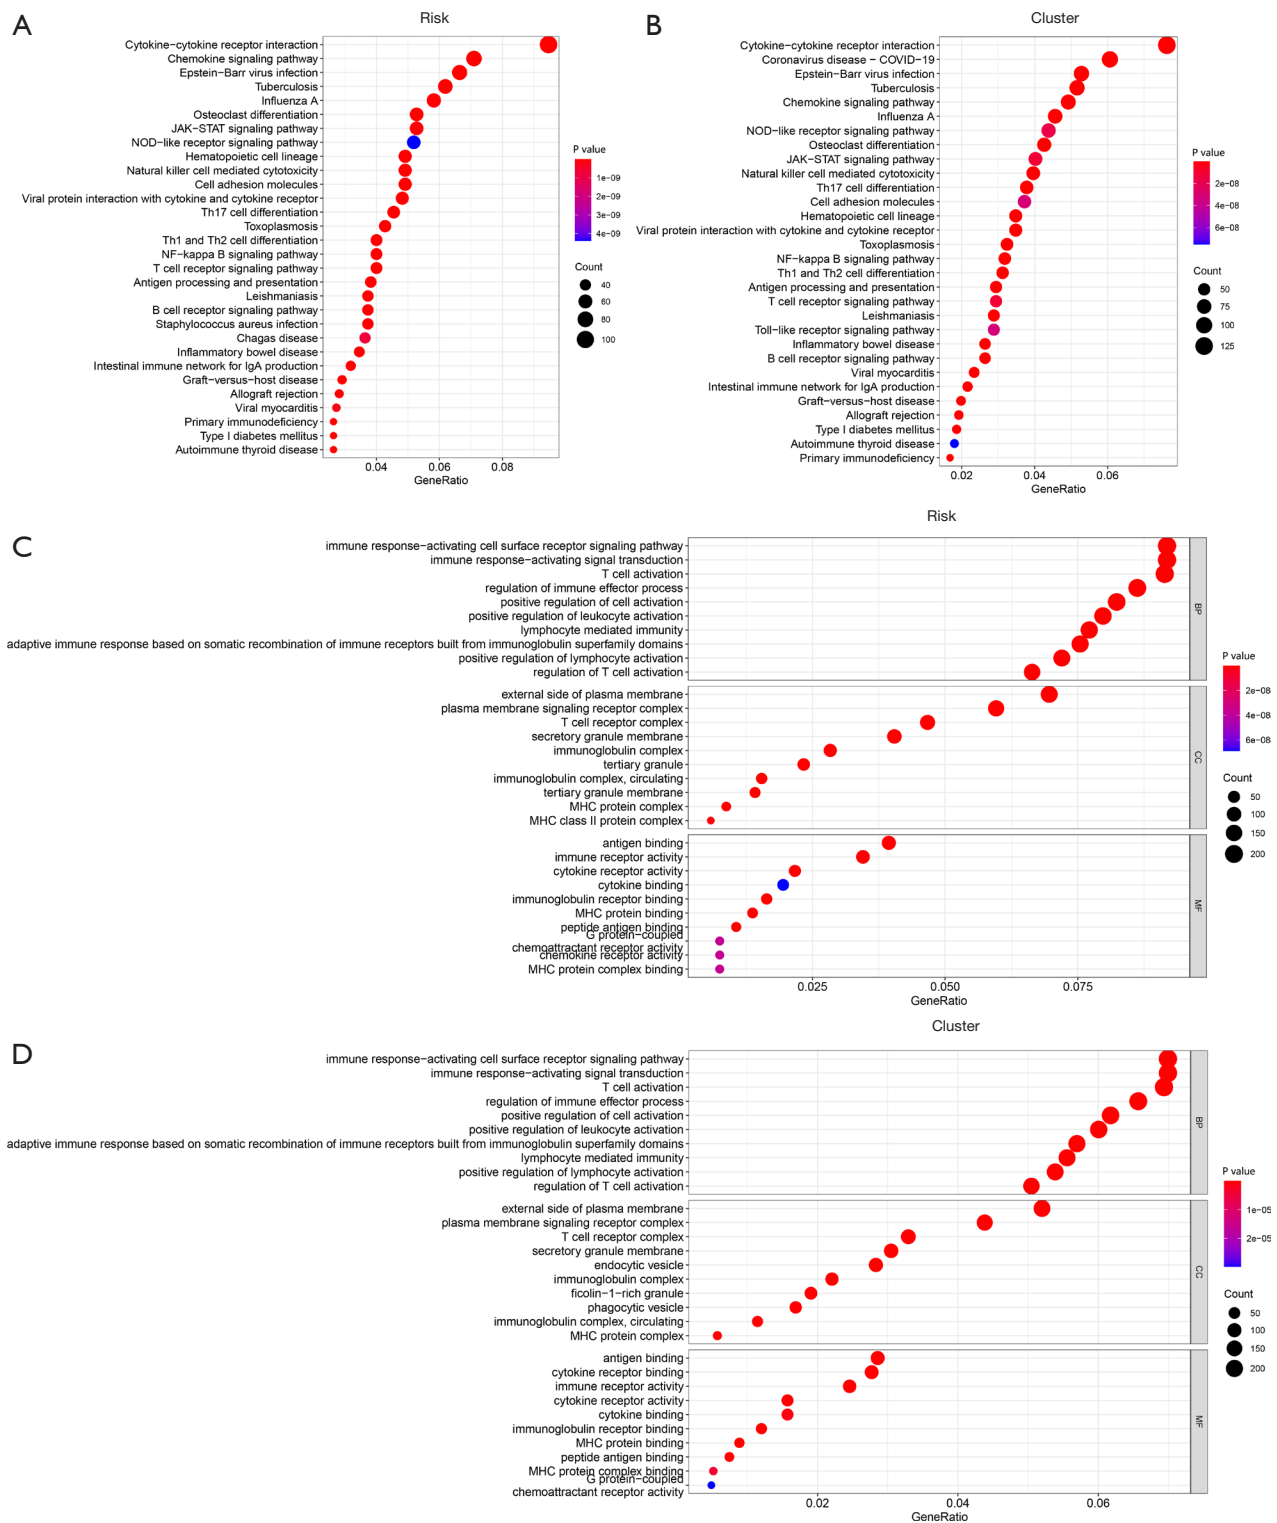 A
Risk
Cytokine−cytokine receptor interaction
Chemokine signaling pathway
Epstein−Barr virus infection
Tuberculosis
Influenza A
Osteoclast differentiation
JAK−STAT signaling pathway
NOD−like receptor signaling pathway
Hematopoietic cell lineage
Natural killer cell mediated cytotoxicity
Cell adhesion molecules
Viral protein interaction with cytokine and cytokine receptor
Th17 cell differentiation
Toxoplasmosis
Th1 and Th2 cell differentiation
NF−kappa B signaling pathway
T cell receptor signaling pathway
Antigen processing and presentation
Leishmaniasis
B cell receptor signaling pathway
Staphylococcus aureus infection
Chagas disease
Inflammatory bowel disease
Intestinal immune network for IgA production
Graft−versus−host disease
Allograft rejection
Viral myocarditis
Primary immunodeficiency
Type I diabetes mellitus
Autoimmune thyroid disease
0.04 0.06 0.08
GeneRatio
P value
1e−09
2e−09
3e−09
4e−09
Count
40
60
80
100
B
Cluster
Cytokine−cytokine receptor interaction
Coronavirus disease − COVID−19
Epstein−Barr virus infection
Tuberculosis
Chemokine signaling pathway
Influenza A
NOD−like receptor signaling pathway
Osteoclast differentiation
JAK−STAT signaling pathway
Natural killer cell mediated cytotoxicity
Th17 cell differentiation
Cell adhesion molecules
Hematopoietic cell lineage
Viral protein interaction with cytokine and cytokine receptor
Toxoplasmosis
NF−kappa B signaling pathway
Th1 and Th2 cell differentiation
Antigen processing and presentation
T cell receptor signaling pathway
Leishmaniasis
Toll−like receptor signaling pathway
Inflammatory bowel disease
B cell receptor signaling pathway
Viral myocarditis
Intestinal immune network for IgA production
Graft−versus−host disease
Allograft rejection
Type I diabetes mellitus
Autoimmune thyroid disease
Primary immunodeficiency
0.02 0.04 0.06
GeneRatio
P value
2e−08
4e−08
6e−08
Count
50
75
100
125
C
Risk
immune response−activating cell surface receptor signaling pathway
immune response−activating signal transduction
T cell activation
regulation of immune effector process
positive regulation of cell activation
positive regulation of leukocyte activation
lymphocyte mediated immunity
adaptive immune response based on somatic recombination of immune receptors built from immunoglobulin superfamily domains
positive regulation of lymphocyte activation
regulation of T cell activation
BP
external side of plasma membrane
plasma membrane signaling receptor complex
T cell receptor complex
secretory granule membrane
immunoglobulin complex
tertiary granule
immunoglobulin complex, circulating
tertiary granule membrane
MHC protein complex
MHC class II protein complex
CC
antigen binding
immune receptor activity
cytokine receptor activity
cytokine binding
immunoglobulin receptor binding
MHC protein binding
peptide antigen binding
G protein−coupled
chemoattractant receptor activity
chemokine receptor activity
MHC protein complex binding
MF
0.025 0.050 0.075
GeneRatio
P value
2e−08
4e−08
6e−08
Count
50
100
150
200
D
Cluster
immune response−activating cell surface receptor signaling pathway
immune response−activating signal transduction
T cell activation
regulation of immune effector process
positive regulation of cell activation
positive regulation of leukocyte activation
adaptive immune response based on somatic recombination of immune receptors built from immunoglobulin superfamily domains
lymphocyte mediated immunity
positive regulation of lymphocyte activation
regulation of T cell activation
BP
external side of plasma membrane
plasma membrane signaling receptor complex
T cell receptor complex
secretory granule membrane
endocytic vesicle
immunoglobulin complex
ficolin−1−rich granule
phagocytic vesicle
immunoglobulin complex, circulating
MHC protein complex
CC
antigen binding
cytokine receptor binding
immune receptor activity
cytokine receptor activity
cytokine binding
immunoglobulin receptor binding
MHC protein binding
peptide antigen binding
MHC protein complex binding
G protein−coupled
chemoattractant receptor activity
MF
0.02 0.04 0.06
GeneRatio
P value
1e−05
2e−05
Count
50
100
150
200